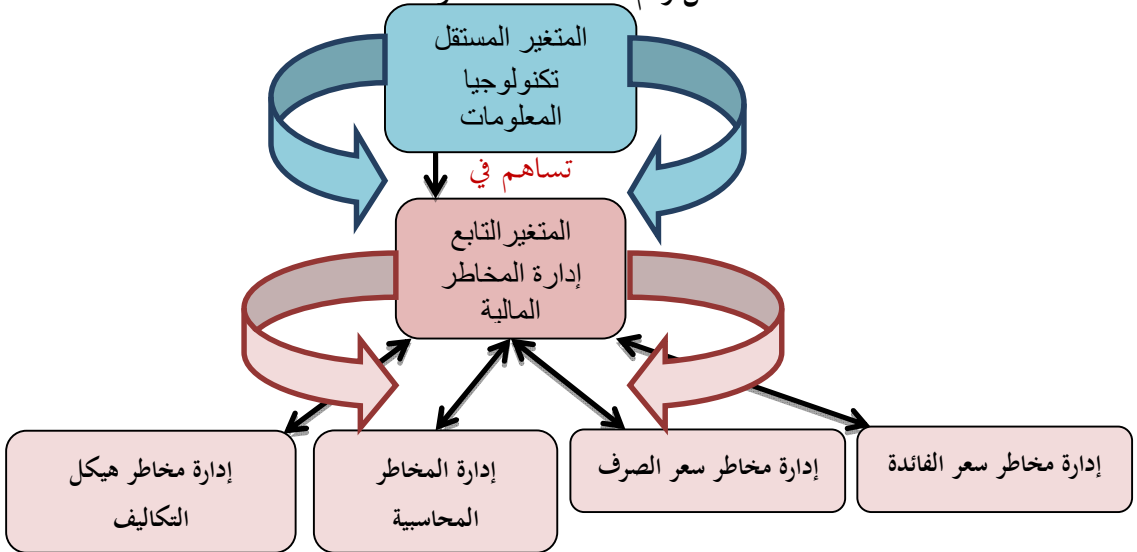 المتغير المستقل
تكنولوجيا
المعلومات
تساهم في
المتغير التابع
إدارة المخاطر
المالية
إدارة مخاطر سعر الفائدة
إدارة مخاطر سعر الصرف
إدارة المخاطر
المحاسبية
إدارة مخاطر هيكل
التكاليف